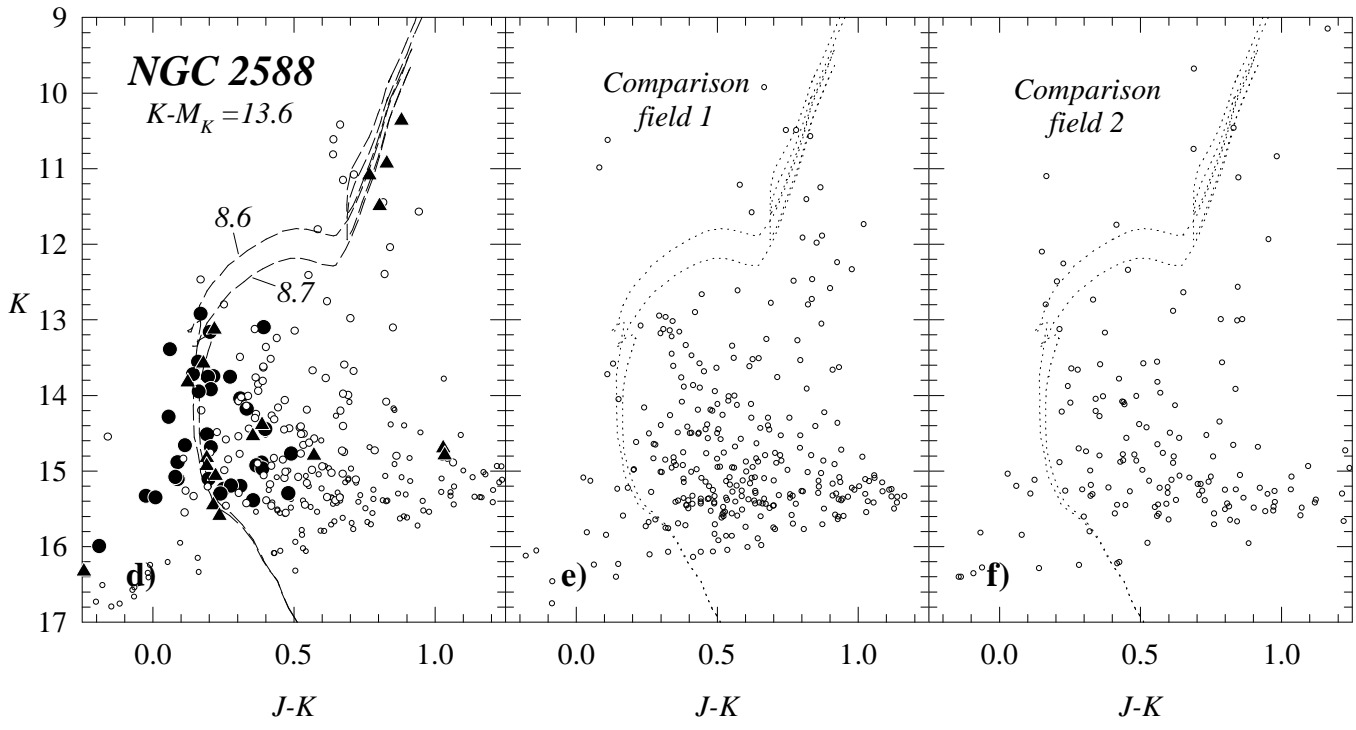 9
10
11
12
13
14
15
16
17
K
NGC 2588
K-M_K =13.6
8.6
8.7
d)
Comparison
field 1
e)
Comparison
field 2
f)
0.0 0.5 1.0
0.0 0.5 1.0
0.0 0.5 1.0
J-K
J-K
J-K